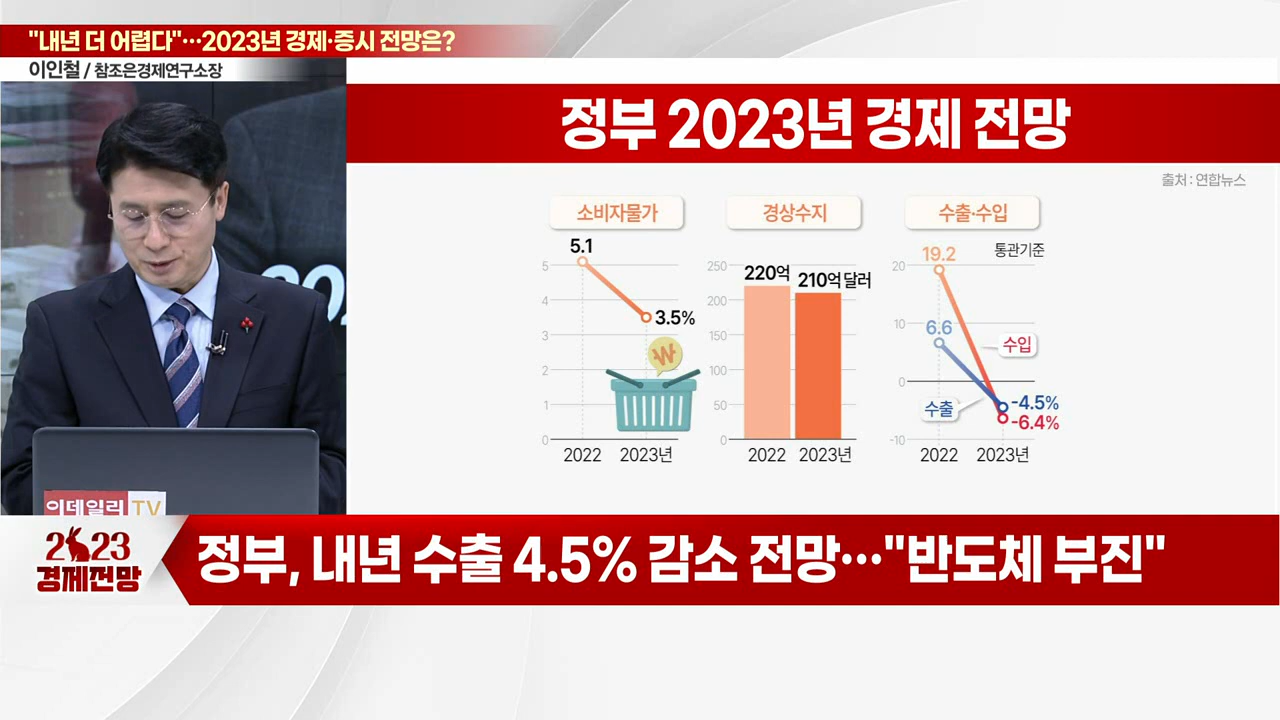 "내년 더 어렵다"…2023년 경제·증시 전망은?
이인철 / 참조은경제연구소장
정부 2023년 경제 전망
출처 : 연합뉴스
소비자물가
5.1
3.5%
5
4
3
2
1
0
2022 2023년
₩
경상수지
220억 210억 달러
250
200
150
100
50
0
2022 2023년
수출·수입
통관기준
19.2
6.6
수입
수출
-4.5%
-6.4%
20
10
0
-10
2022 2023년
이데일리 TV
2023
경제전망
정부, 내년 수출 4.5% 감소 전망…"반도체 부진"